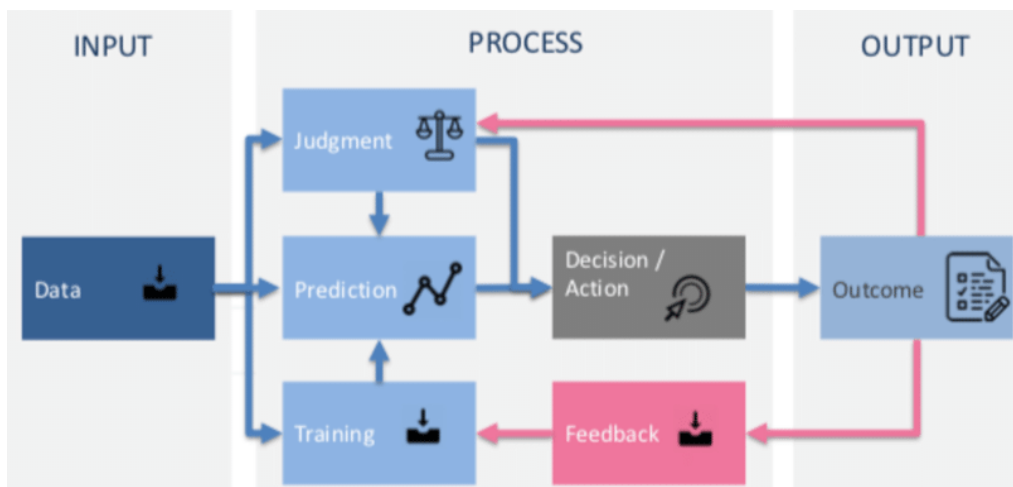 INPUT
PROCESS
OUTPUT
Judgment
Data
Prediction
Decision /
Action
Outcome
Training
Feedback